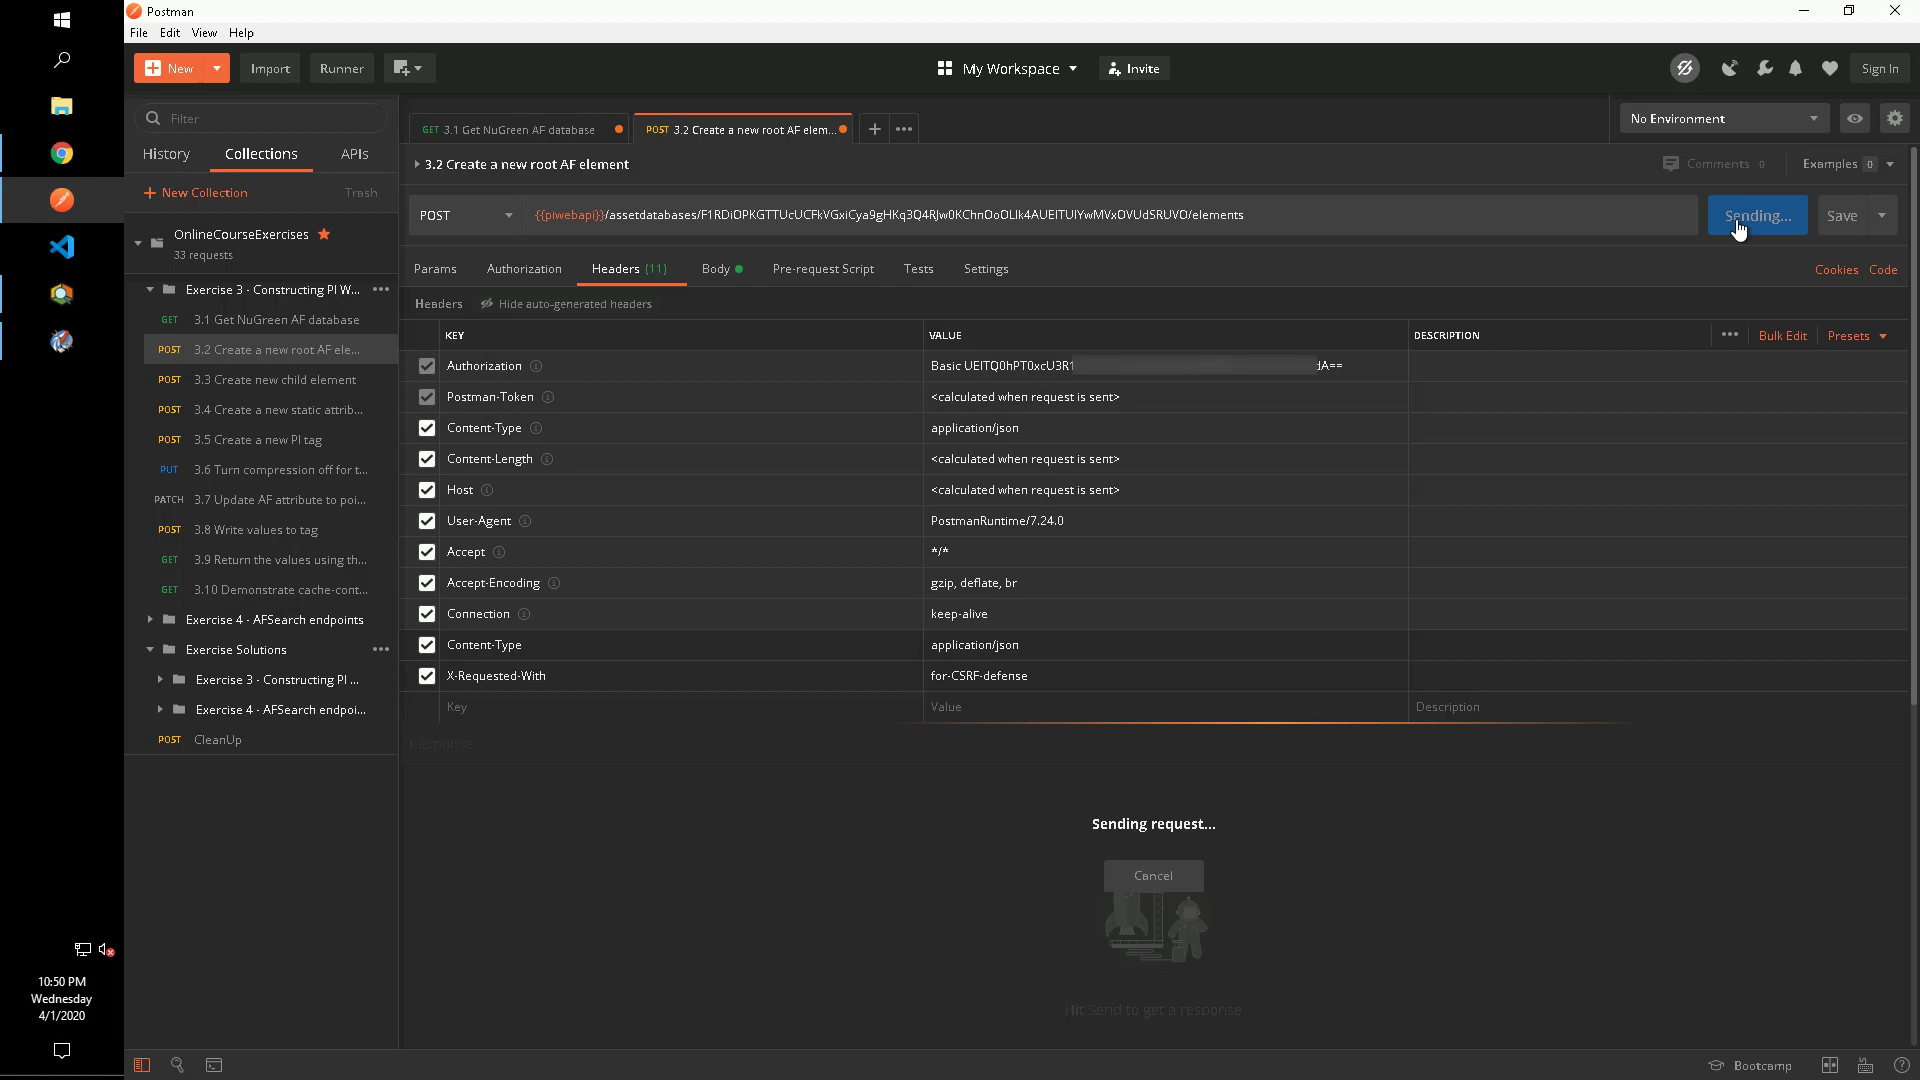 Postman
File Edit View Help
New Import Runner My Workspace Invite Sign In
Filter
History Collections APIs
New Collection Trash
OnlineCourseExercises
33 requests
Exercise 3 - Constructing PI W...
GET 3.1 Get NuGreen AF database
POST 3.2 Create a new root AF ele...
POST 3.3 Create new child element
POST 3.4 Create a new static attrib...
POST 3.5 Create a new PI tag
PUT 3.6 Turn compression off for t...
PATCH 3.7 Update AF attribute to poi...
POST 3.8 Write values to tag
GET 3.9 Return the values using th...
GET 3.10 Demonstrate cache-cont...
Exercise 4 - AFSearch endpoints
Exercise Solutions
Exercise 3 - Constructing PI ...
Exercise 4 - AFSearch endpoi...
POST CleanUp
GET 3.1 Get NuGreen AF database
POST 3.2 Create a new root AF elem...
No Environment
3.2 Create a new root AF element
Comments 0 Examples 0
POST {{piwebapi}}/assetdatabases/F1RDiOPKGTTUcUCFkVGxiCya9gHKq3Q4RJw0KChnOoOLIk4AUEITUlYwMVxOVUdSRUVO/elements
Sending... Save
Params Authorization Headers (11) Body Pre-request Script Tests Settings
Cookies Code
Headers Hide auto-generated headers
KEY VALUE DESCRIPTION
Bulk Edit Presets
Authorization Basic UEITQ0hPT0xcU3R1 dA==
Postman-Token <calculated when request is sent>
Content-Type application/json
Content-Length <calculated when request is sent>
Host <calculated when request is sent>
User-Agent PostmanRuntime/7.24.0
Accept */*
Accept-Encoding gzip, deflate, br
Connection keep-alive
Content-Type application/json
X-Requested-With for-CSRF-defense
Key Value Description
Response
Sending request...
Cancel
Hit Send to get a response
10:50 PM
Wednesday
4/1/2020
Bootcamp